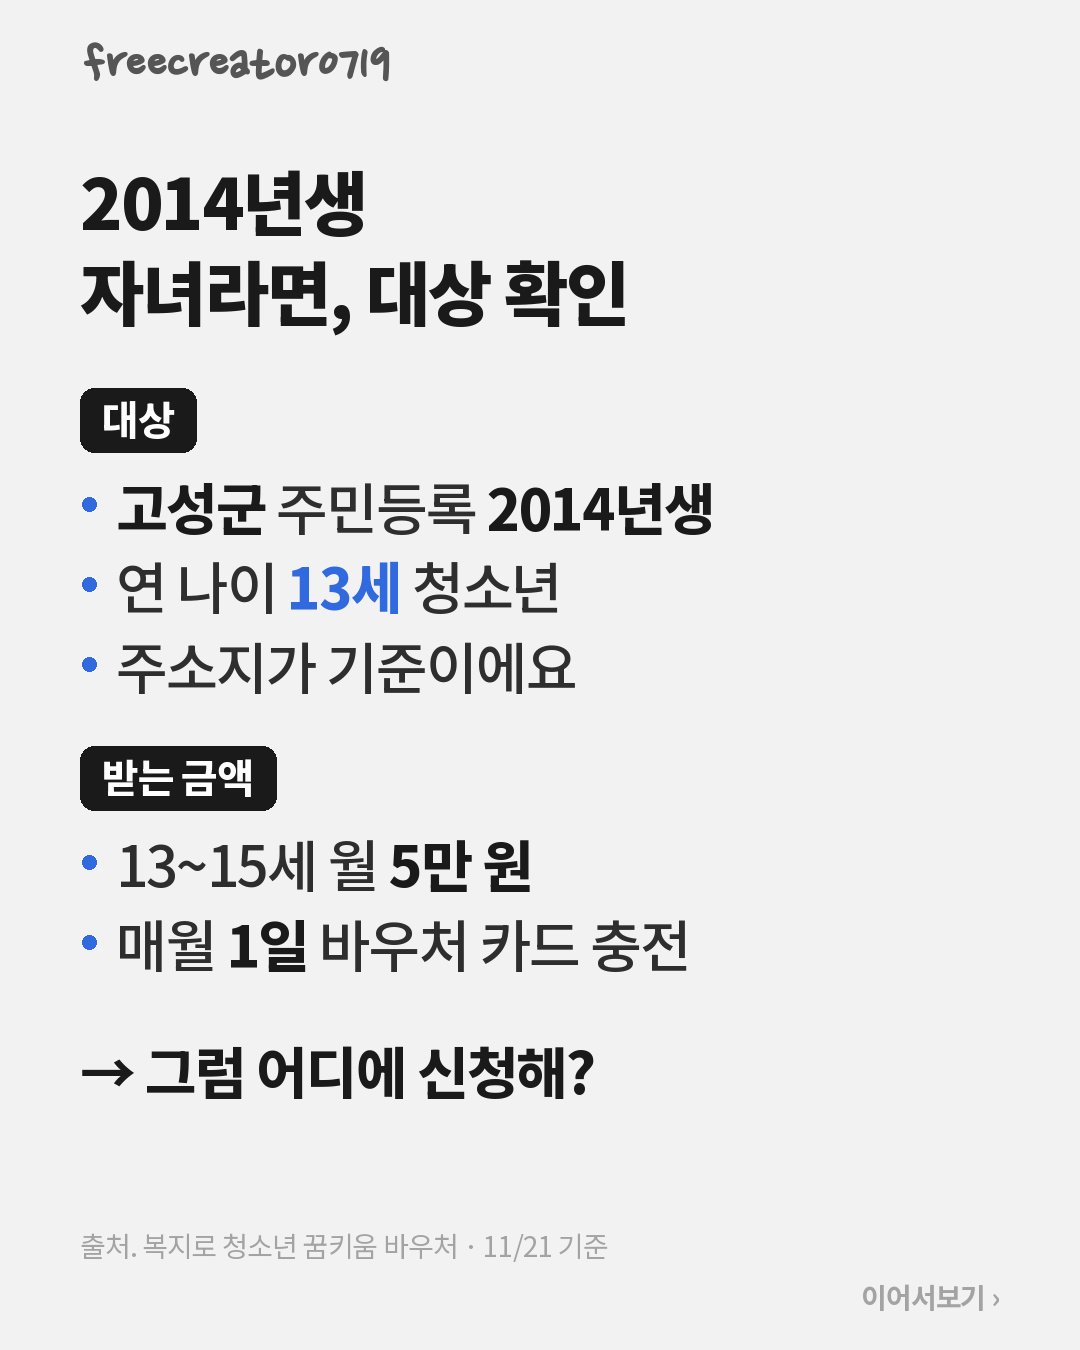 freecreator0719
2014년생
자녀라면, 대상 확인
대상
• 고성군 주민등록 2014년생
• 연 나이 13세 청소년
• 주소지가 기준이에요
받는 금액
• 13~15세 월 5만 원
• 매월 1일 바우처 카드 충전
→ 그럼 어디에 신청해?
출처. 복지로 청소년 꿈키움 바우처 · 11/21 기준
이어서보기 ›